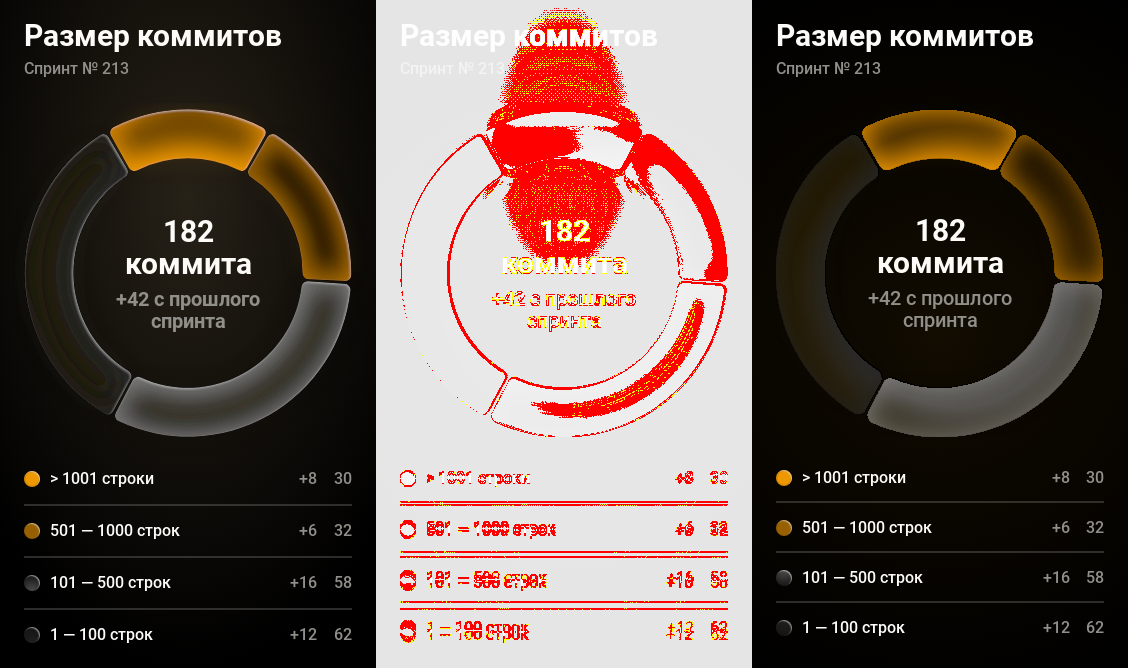 Размер коммитов
Спринт № 213
182
коммита
+42 с прошлого
спринта
> 1001 строки +8 30
501 — 1000 строк +6 32
101 — 500 строк +16 58
1 — 100 строк +12 62
Размер коммитов
Спринт № 213
182
коммита
+42 с прошлого
спринта
> 1001 строки +8 30
501 — 1000 строк +6 32
101 — 500 строк +16 58
1 — 100 строк +12 62
Размер коммитов
Спринт № 213
182
коммита
+42 с прошлого
спринта
> 1001 строки +8 30
501 — 1000 строк +6 32
101 — 500 строк +16 58
1 — 100 строк +12 62